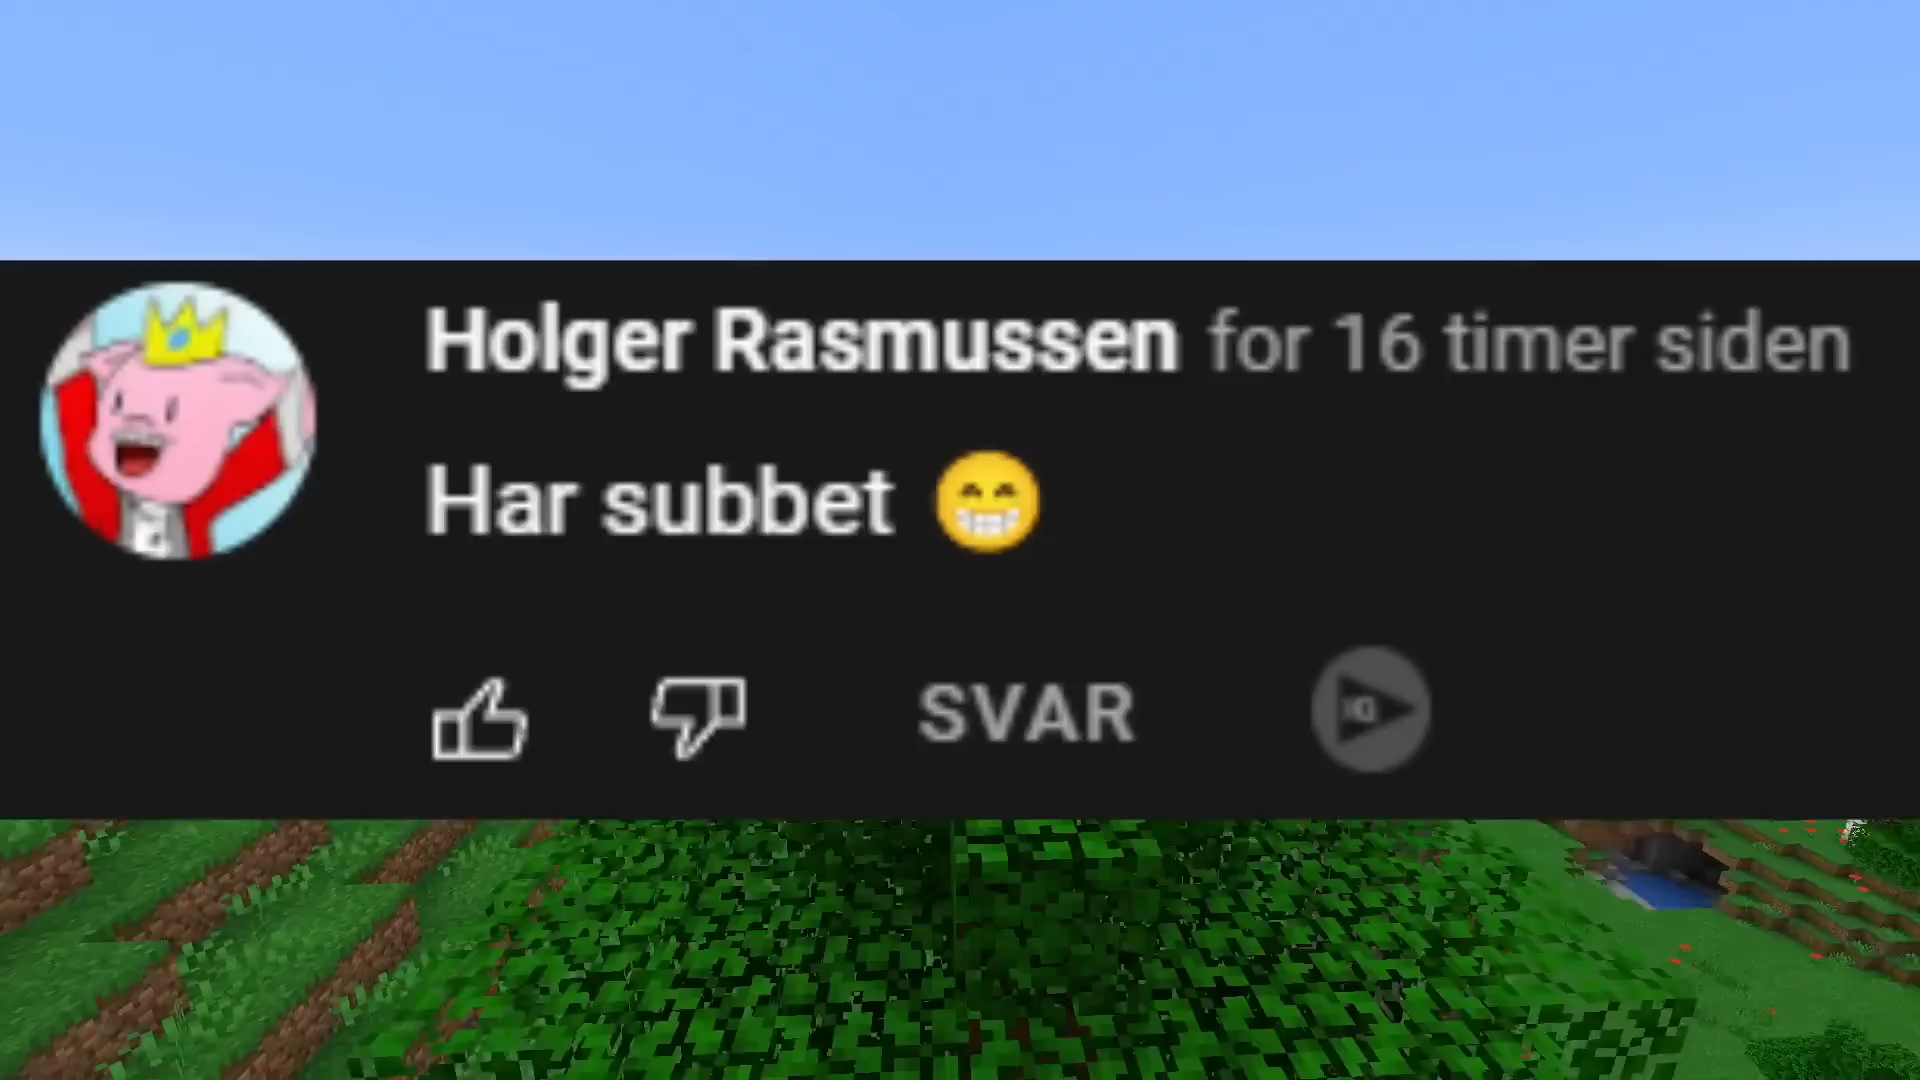 Holger Rasmussen for 16 timer siden
Har subbet 😁
SVAR